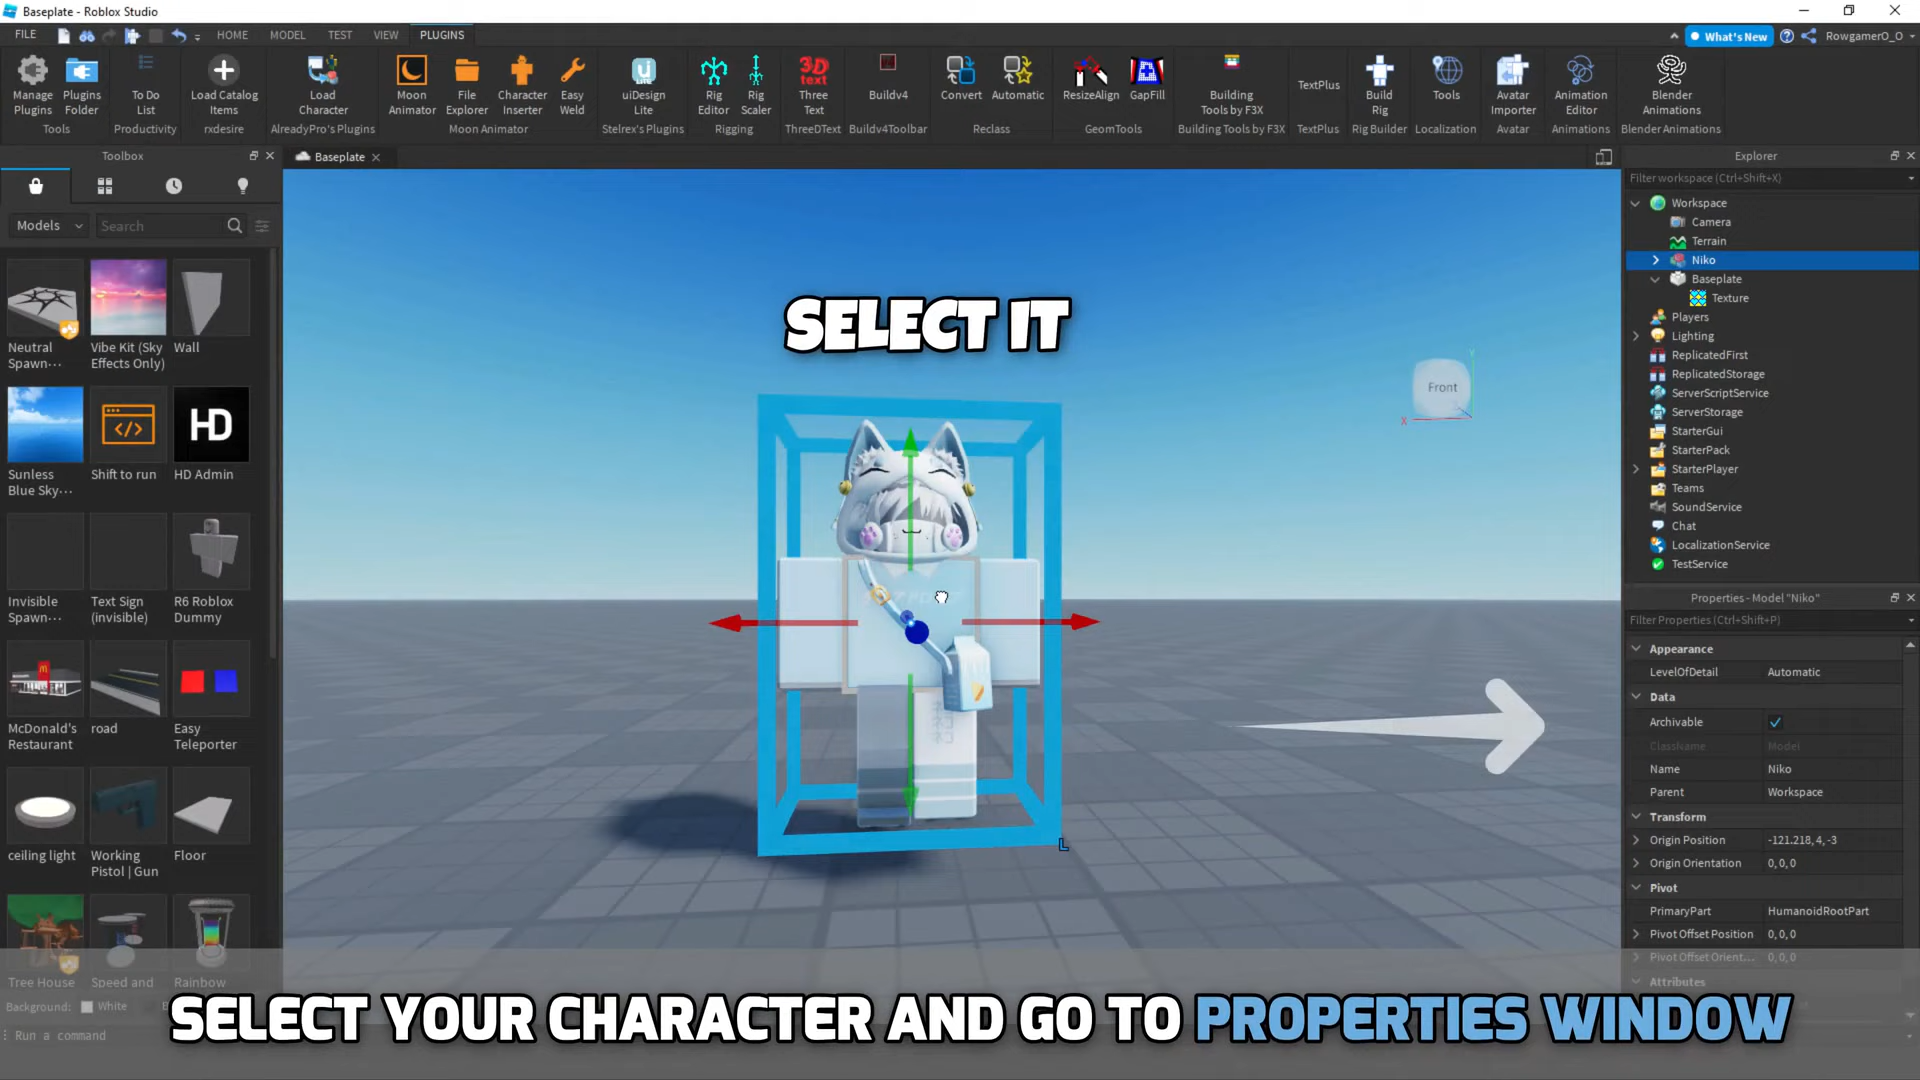 Baseplate - Roblox Studio
FILE
HOME
MODEL
TEST
VIEW
PLUGINS
What's New
RowgamerO_O
Manage Plugins
Plugins Folder
To Do List
Load Catalog Items
Load Character
Moon Animator
File Explorer
Character Inserter
Easy Weld
uiDesign Lite
Rig Editor
Rig Scaler
3D text
Three Text
Buildv4
Convert
Automatic
ResizeAlign
GapFill
Building Tools by F3X
TextPlus
Build Rig
Tools
Avatar Importer
Animation Editor
Blender Animations
Tools
Productivity
rxdesire
AlreadyPro's Plugins
Moon Animator
Stelrex's Plugins
Rigging
ThreeDText
Buildv4Toolbar
Reclass
GeomTools
Building Tools by F3X
TextPlus
Rig Builder
Localization
Avatar
Animations
Blender Animations
Toolbox
Baseplate
Models
Search
Neutral Spawn...
Vibe Kit (Sky Effects Only)
Wall
Sunless Blue Sky...
Shift to run
HD
HD Admin
Invisible Spawn...
Text Sign (invisible)
R6 Roblox Dummy
McDonald's Restaurant
road
Easy Teleporter
ceiling light
Working Pistol | Gun
Floor
Tree House
Speed and
Rainbow
Background:
White
Run a command
SELECT IT
Front
X
Y
L
Explorer
Filter workspace (Ctrl+Shift+X)
Workspace
Camera
Terrain
Niko
Baseplate
Texture
Players
Lighting
ReplicatedFirst
ReplicatedStorage
ServerScriptService
ServerStorage
StarterGui
StarterPack
StarterPlayer
Teams
SoundService
Chat
LocalizationService
TestService
Properties - Model "Niko"
Filter Properties (Ctrl+Shift+P)
Appearance
LevelOfDetail Automatic
Data
Archivable
ClassName Model
Name Niko
Parent Workspace
Transform
Origin Position -121.218, 4, -3
Origin Orientation 0, 0, 0
Pivot
PrimaryPart HumanoidRootPart
Pivot Offset Position 0, 0, 0
Pivot Offset Orient... 0, 0, 0
Attributes
SELECT YOUR CHARACTER AND GO TO PROPERTIES WINDOW